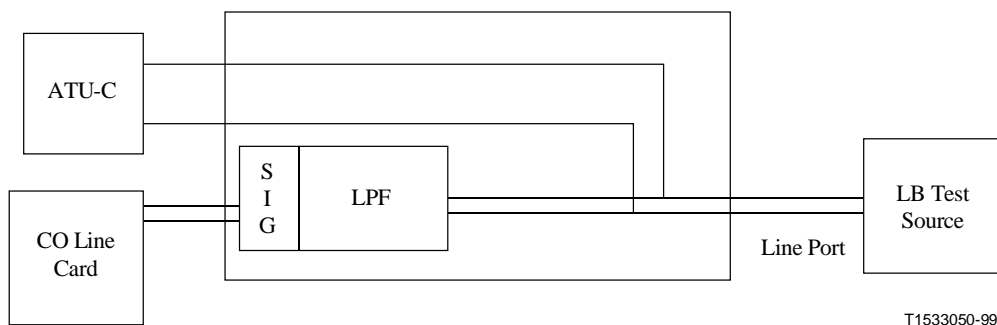 ATU-C
CO Line
Card
S
I
G
LPF
LB Test
Source
Line Port
T1533050-99